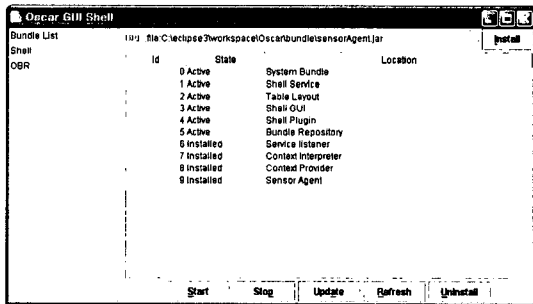 Oscar GUI Shell
Bundle List
Shell
OBR
file:C:\eclipse3\workspace\Oscar\bundle\sensorAgent.jar
Install
Id State Location
0 Active System Bundle
1 Active Shell Service
2 Active Table Layout
3 Active Shell GUI
4 Active Shell Plugin
5 Active Bundle Repository
6 Installed Service listener
7 Installed Context Interpreter
8 Installed Context Provider
9 Installed Sensor Agent
Start Stop Update Refresh Uninstall